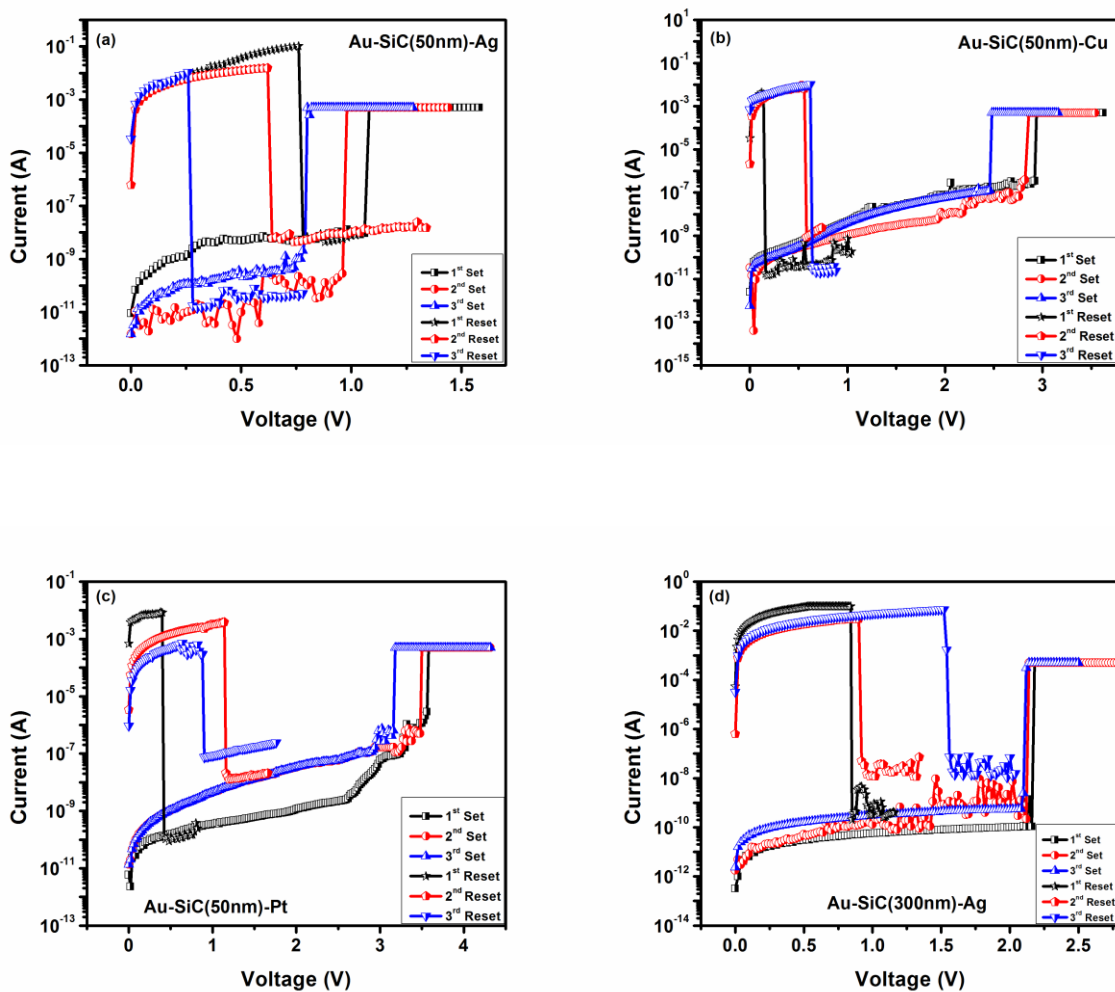 (a) Au-SiC(50nm)-Ag
Current (A)
10^-1
10^-3
10^-5
10^-7
10^-9
10^-11
10^-13
1st Set
2nd Set
3rd Set
1st Reset
2nd Reset
3rd Reset
0.0 0.5 1.0 1.5
Voltage (V)
(b) Au-SiC(50nm)-Cu
Current (A)
10^1
10^-1
10^-3
10^-5
10^-7
10^-9
10^-11
10^-13
10^-15
1st Set
2nd Set
3rd Set
1st Reset
2nd Reset
3rd Reset
0 1 2 3
Voltage (V)
(c)
Current (A)
10^-1
10^-3
10^-5
10^-7
10^-9
10^-11
10^-13
1st Set
2nd Set
3rd Set
1st Reset
2nd Reset
3rd Reset
Au-SiC(50nm)-Pt
0 1 2 3 4
Voltage (V)
(d)
Current (A)
10^0
10^-2
10^-4
10^-6
10^-8
10^-10
10^-12
10^-14
1st Set
2nd Set
3rd Set
1st Reset
2nd Reset
3rd Reset
Au-SiC(300nm)-Ag
0.0 0.5 1.0 1.5 2.0 2.5
Voltage (V)